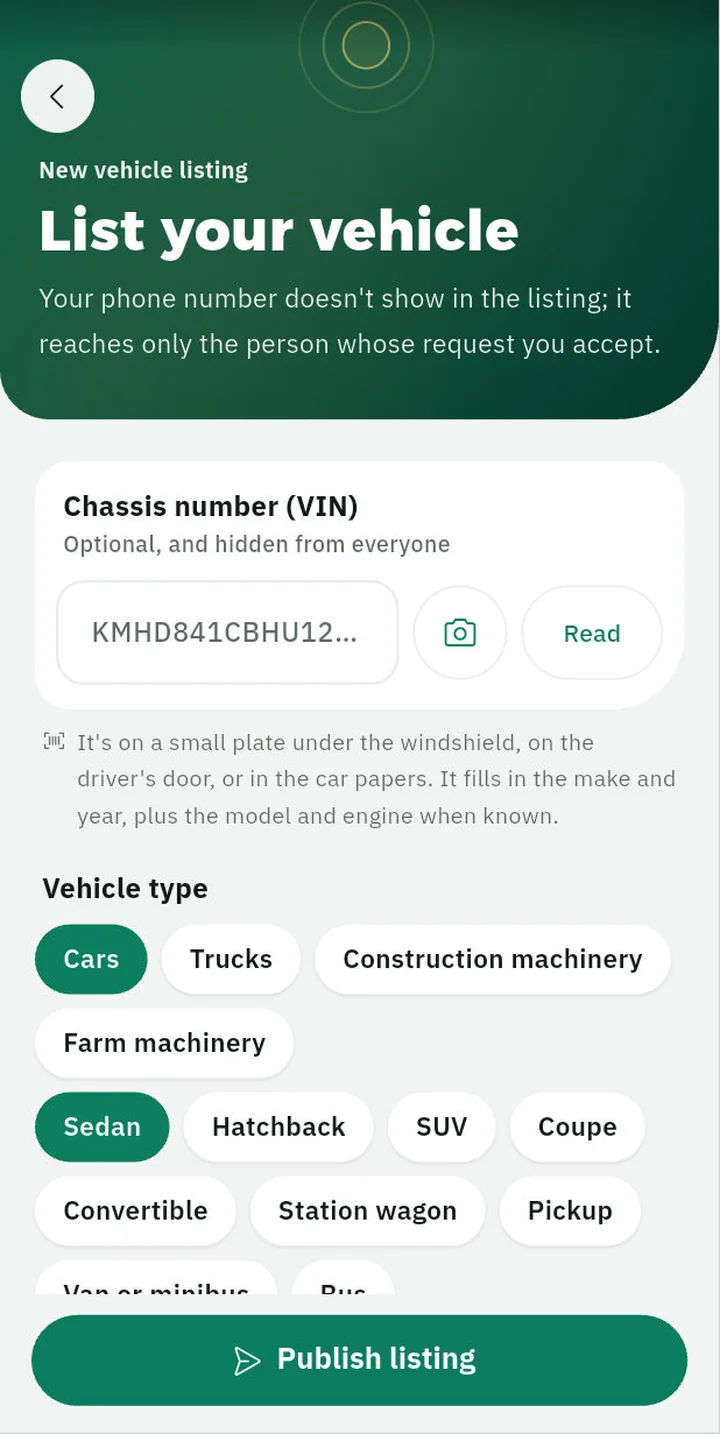 New vehicle listing
List your vehicle
Your phone number doesn't show in the listing; it
reaches only the person whose request you accept.
Chassis number (VIN)
Optional, and hidden from everyone
KMHD841CBHU12...
Read
It's on a small plate under the windshield, on the
driver's door, or in the car papers. It fills in the make and
year, plus the model and engine when known.
Vehicle type
Cars
Trucks
Construction machinery
Farm machinery
Sedan
Hatchback
SUV
Coupe
Convertible
Station wagon
Pickup
Van or minibus
Bus
Publish listing